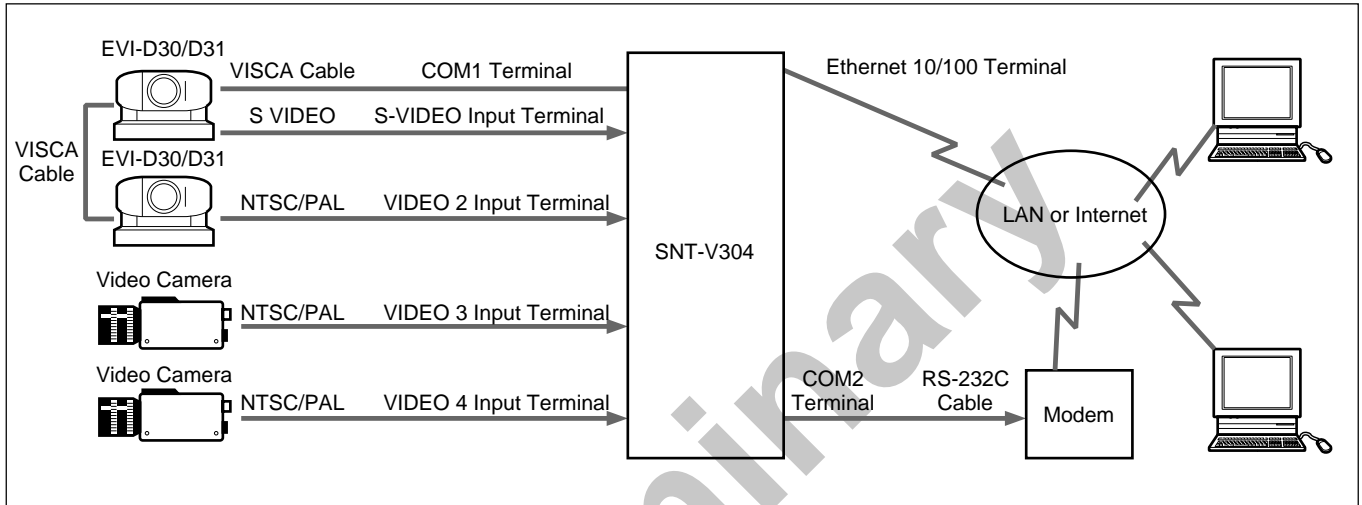 EVI-D30/D31
VISCA Cable
COM1 Terminal
Ethernet 10/100 Terminal
S VIDEO
S-VIDEO Input Terminal
VISCA
Cable
EVI-D30/D31
NTSC/PAL
VIDEO 2 Input Terminal
LAN or Internet
SNT-V304
Video Camera
NTSC/PAL
VIDEO 3 Input Terminal
Video Camera
NTSC/PAL
VIDEO 4 Input Terminal
COM2
Terminal
RS-232C
Cable
Modem
minary